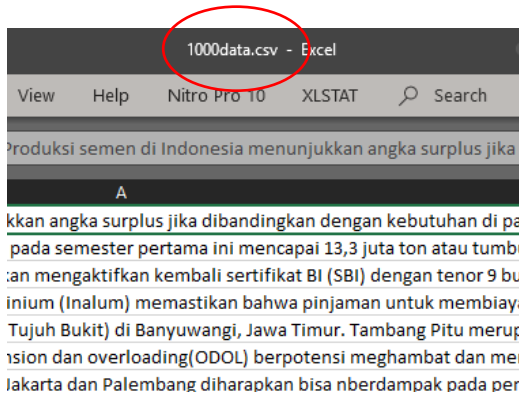 1000data.csv - Excel
View Help Nitro Pro 10 XLSTAT Search
Produksi semen di Indonesia menunjukkan angka surplus jika
A
kkan angka surplus jika dibandingkan dengan kebutuhan di pa
pada semester pertama ini mencapai 13,3 juta ton atau tumbu
kan mengaktifkan kembali sertifikat BI (SBI) dengan tenor 9 bu
inium (Inalum) memastikan bahwa pinjaman untuk membiaya
Tujuh Bukit) di Banyuwangi, Jawa Timur. Tambang Pitu merup
nsion dan overloading(ODOL) berpotensi meghambat dan mer
Jakarta dan Palembang diharapkan bisa nberdampak pada per